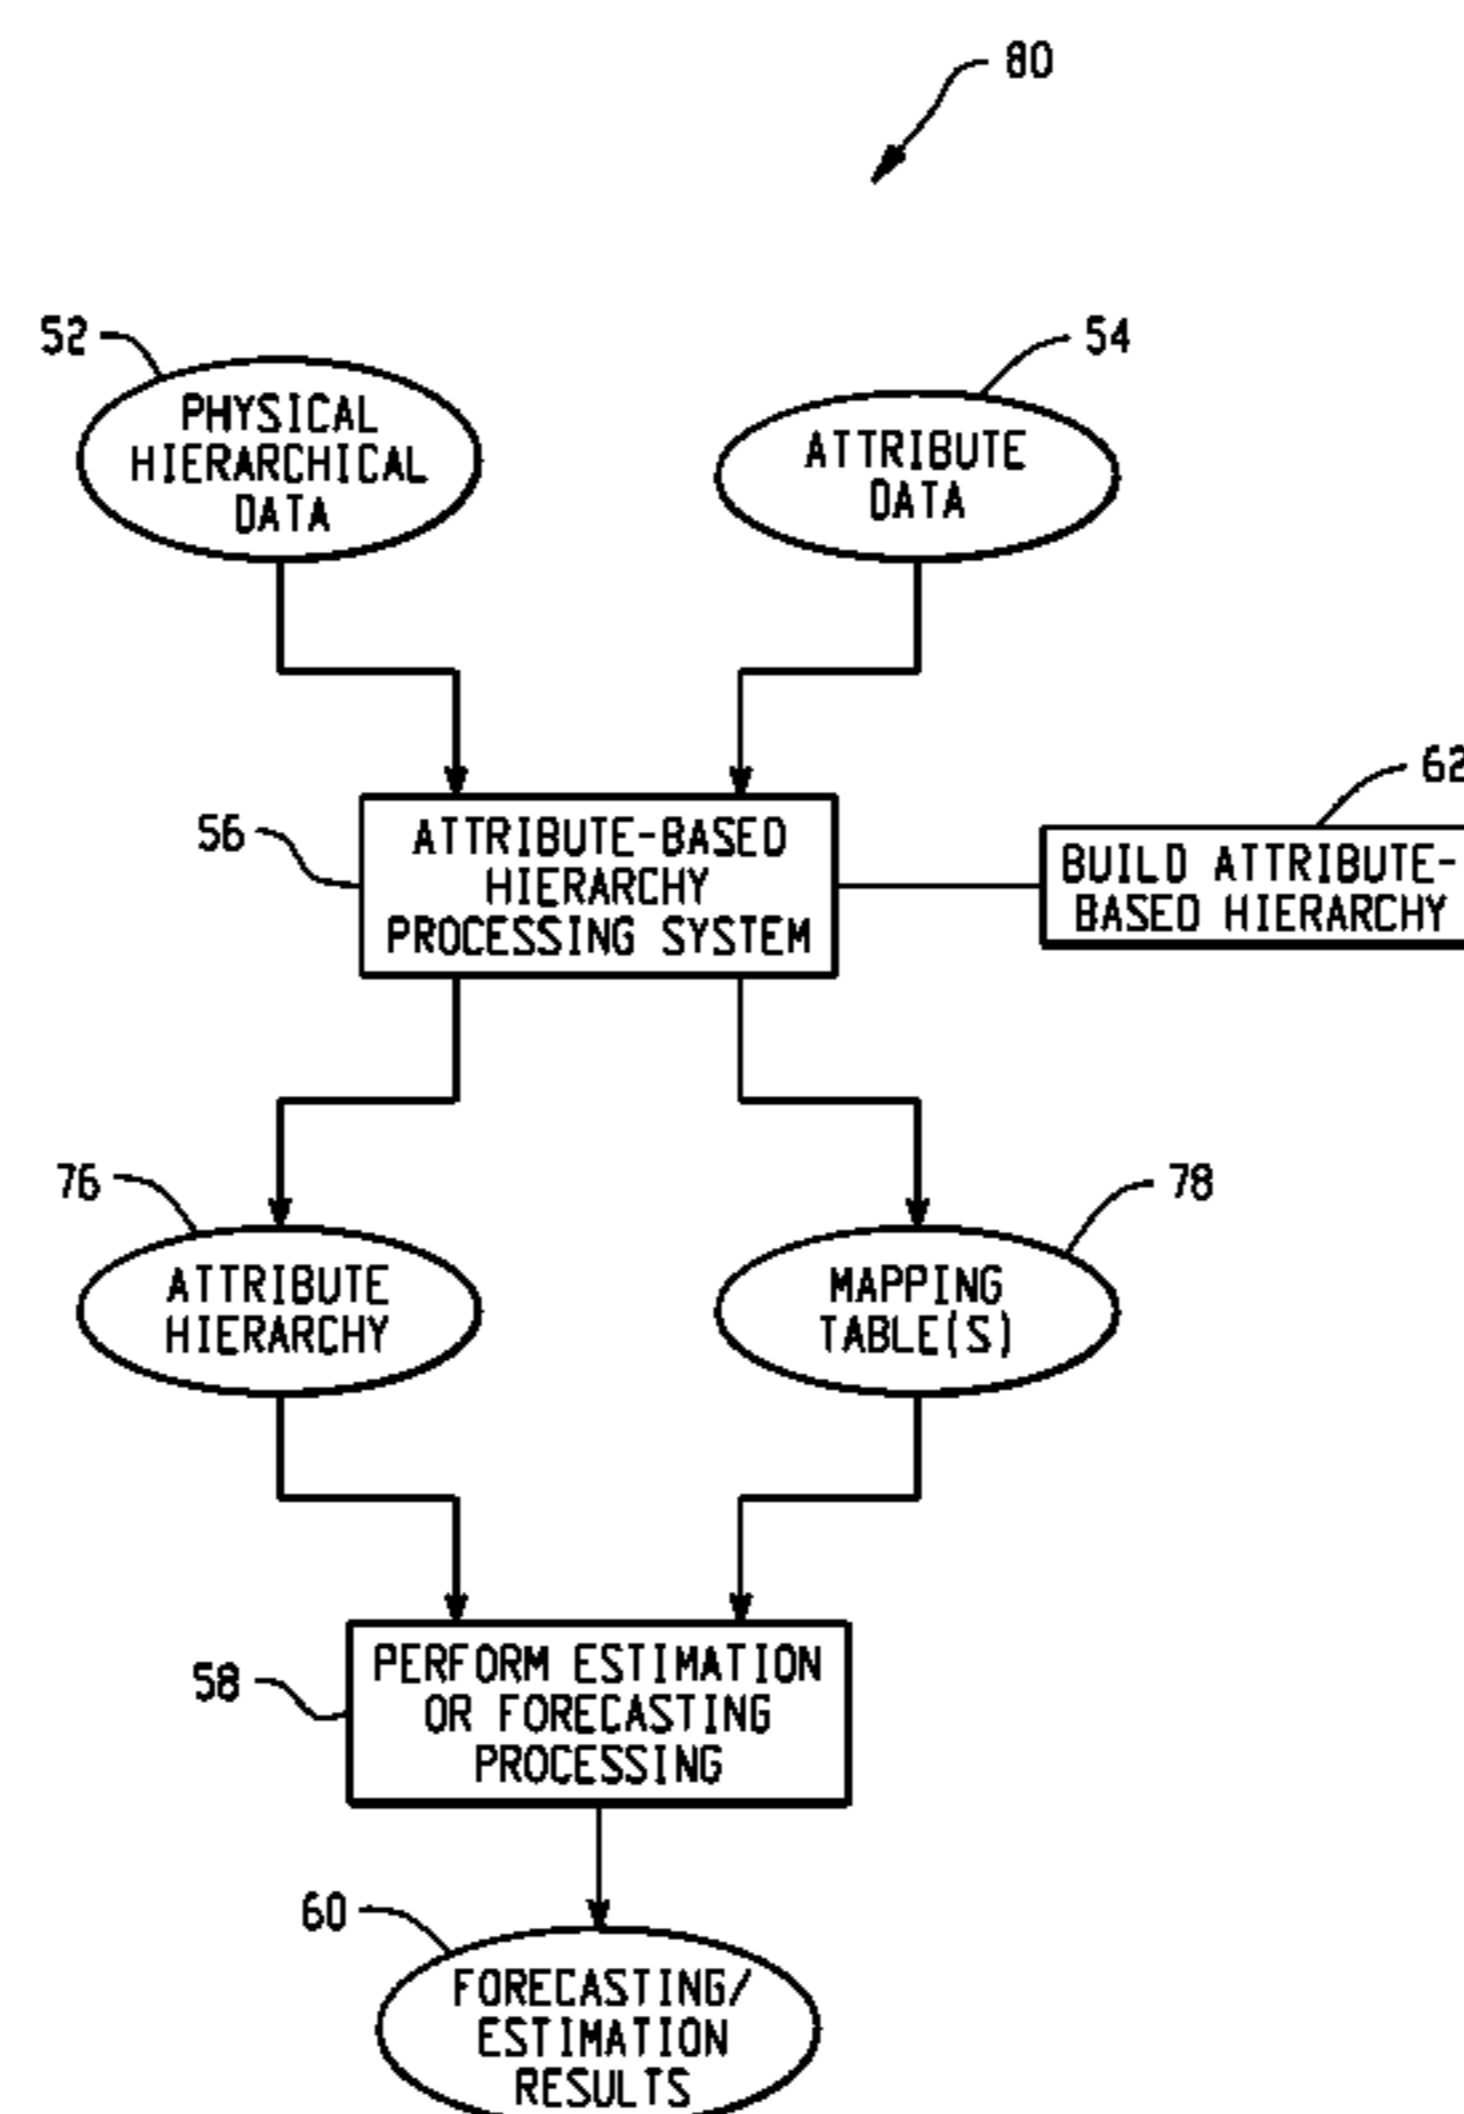 80
52
54
PHYSICAL
HIERARCHICAL
DATA
ATTRIBUTE
DATA
62
56
ATTRIBUTE-BASED
HIERARCHY
PROCESSING SYSTEM
BUILD ATTRIBUTE-
BASED HIERARCHY
76
78
ATTRIBUTE
HIERARCHY
MAPPING
TABLE(S)
58
PERFORM ESTIMATION
OR FORECASTING
PROCESSING
60
FORECASTING/
ESTIMATION
RESULTS